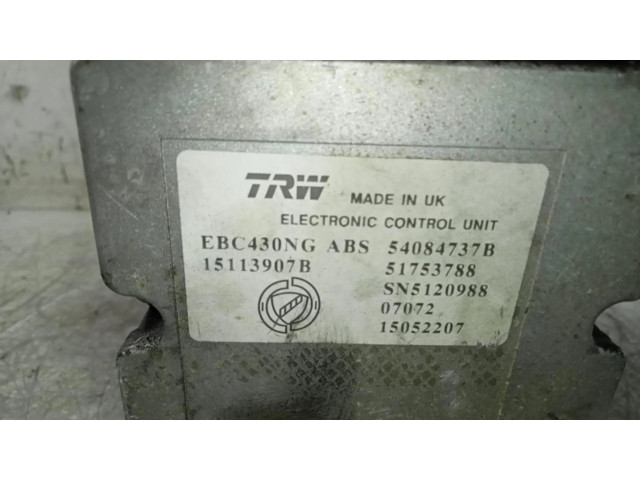 TRW MADE IN UK
ELECTRONIC CONTROL UNIT
EBC430NG ABS 54084737B
15113907B 51753788
SN5120988
07072
15052207